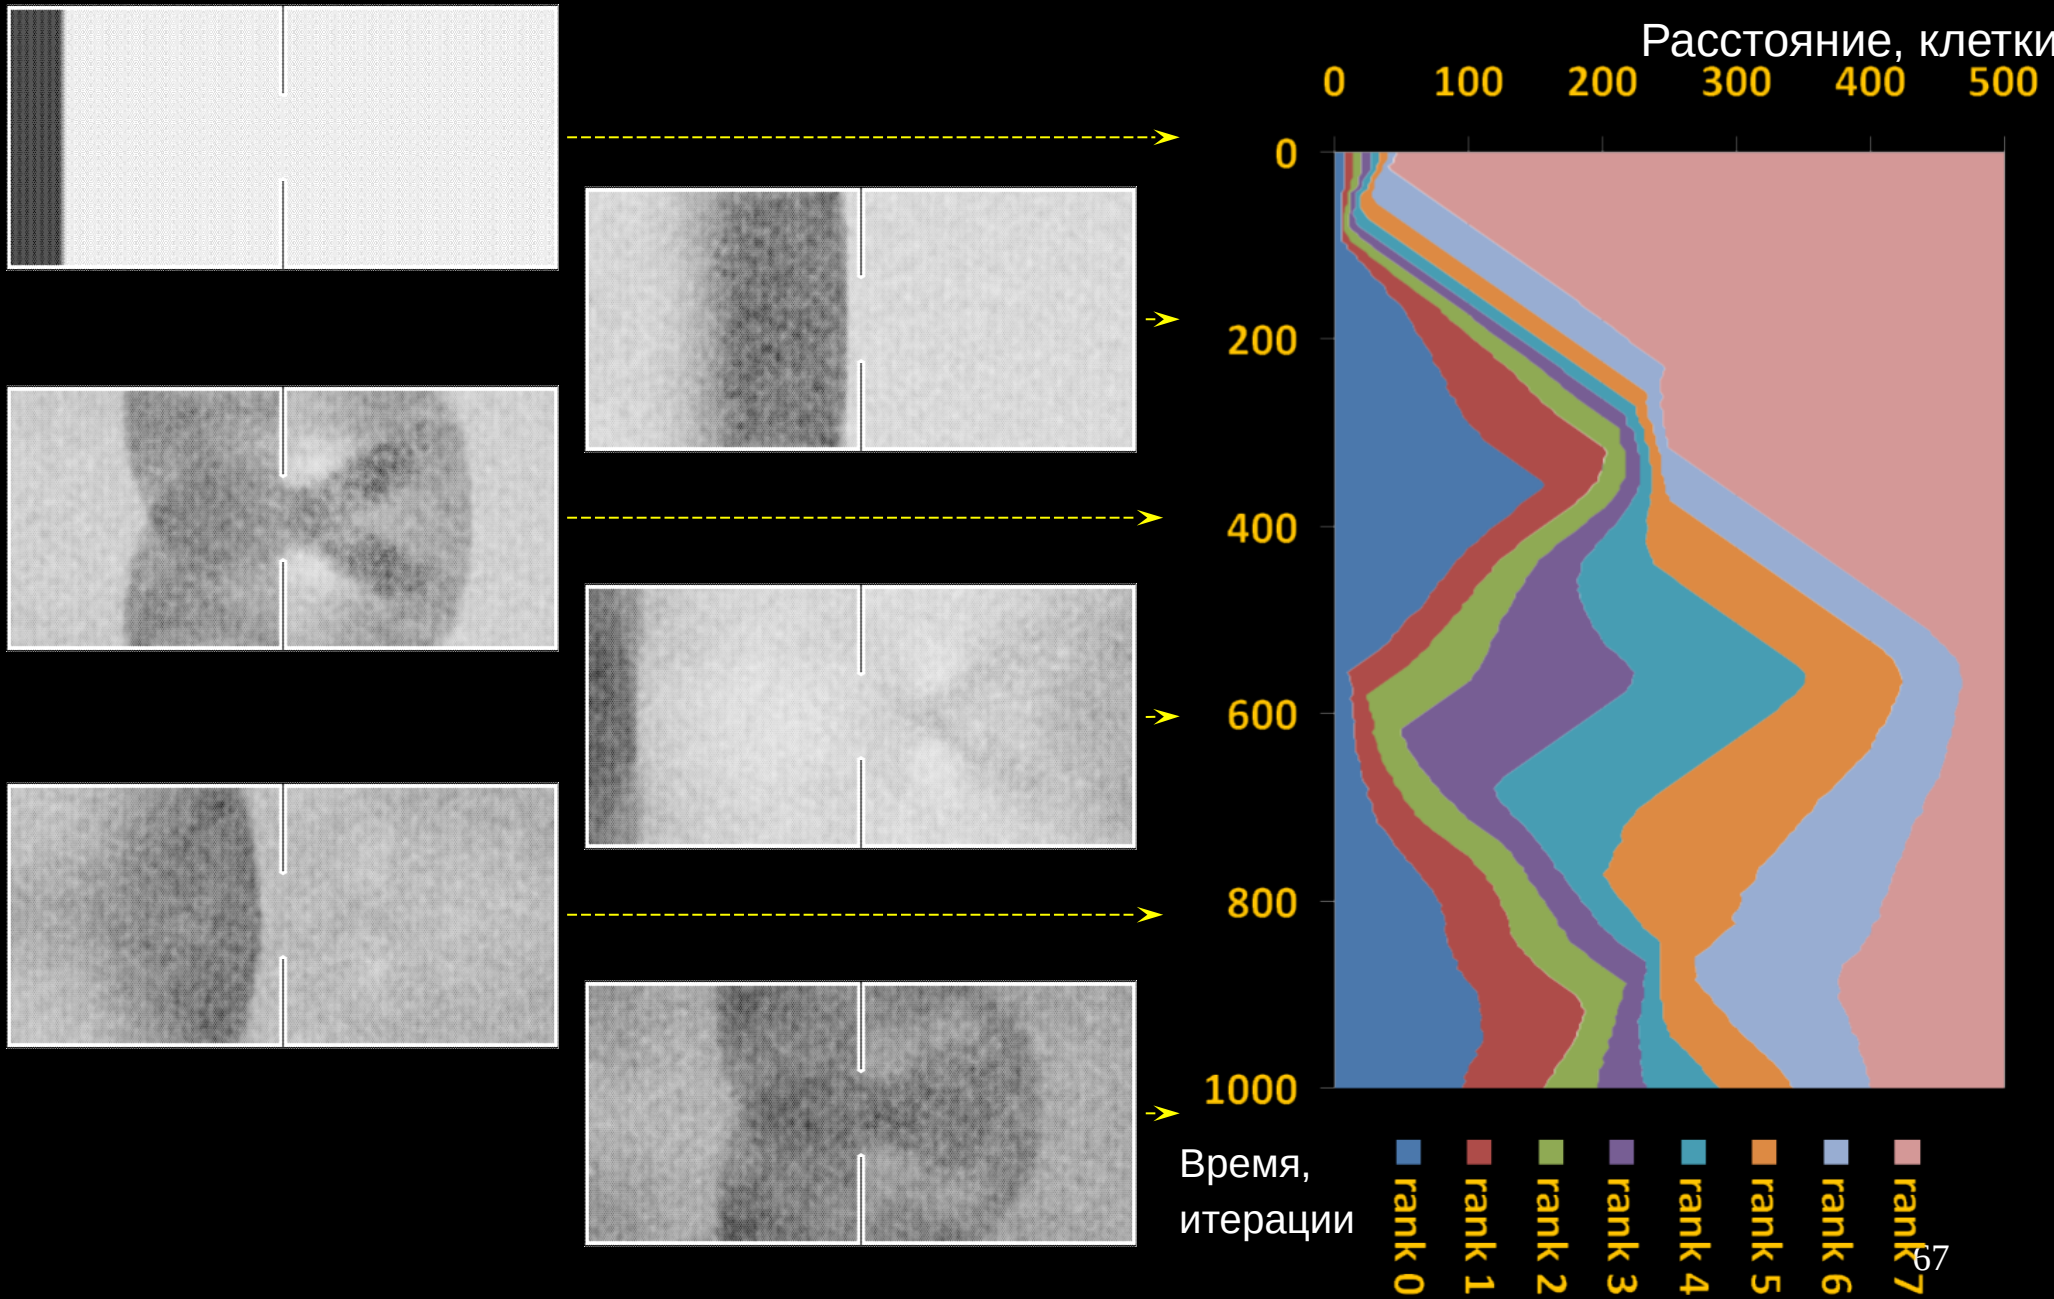 Расстояние, клетки
0 100 200 300 400 500
0
200
400
600
800
1000
Время,
итерации
rank 0
rank 1
rank 2
rank 3
rank 4
rank 5
rank 6
rank 7
67